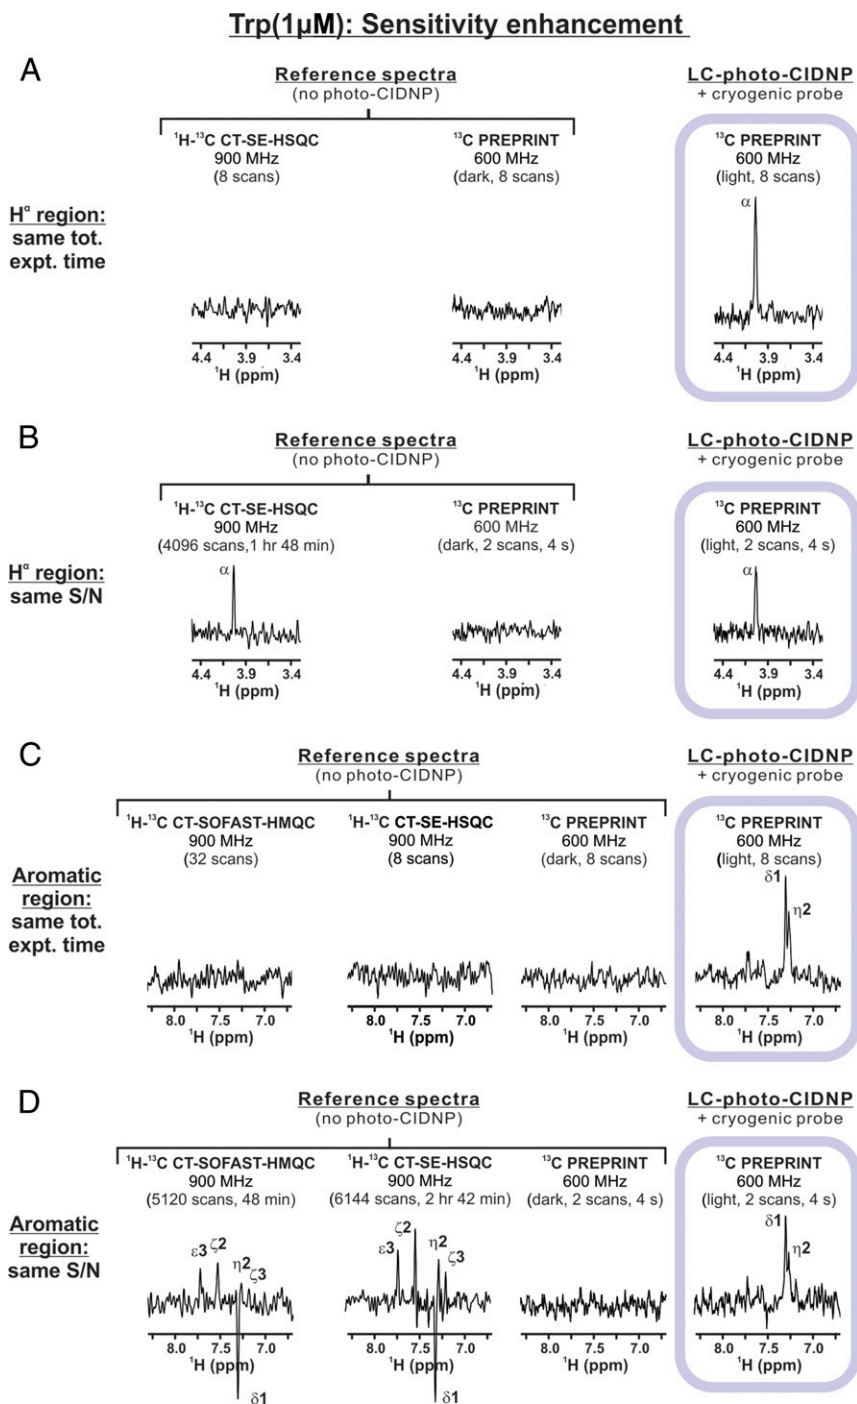 Trp(1µM): Sensitivity enhancement
A
Reference spectra
(no photo-CIDNP)
LC-photo-CIDNP
+ cryogenic probe
¹H-¹³C CT-SE-HSQC
900 MHz
(8 scans)
¹³C PREPRINT
600 MHz
(dark, 8 scans)
¹³C PREPRINT
600 MHz
(light, 8 scans)
Hα region:
same tot.
expt. time
α
4.4 3.9 3.4
¹H (ppm)
4.4 3.9 3.4
¹H (ppm)
4.4 3.9 3.4
¹H (ppm)
B
Reference spectra
(no photo-CIDNP)
LC-photo-CIDNP
+ cryogenic probe
¹H-¹³C CT-SE-HSQC
900 MHz
(4096 scans,1 hr 48 min)
¹³C PREPRINT
600 MHz
(dark, 2 scans, 4 s)
¹³C PREPRINT
600 MHz
(light, 2 scans, 4 s)
Hα region:
same S/N
α
α
4.4 3.9 3.4
¹H (ppm)
4.4 3.9 3.4
¹H (ppm)
4.4 3.9 3.4
¹H (ppm)
C
Reference spectra
(no photo-CIDNP)
LC-photo-CIDNP
+ cryogenic probe
¹H-¹³C CT-SOFAST-HMQC
900 MHz
(32 scans)
¹H-¹³C CT-SE-HSQC
900 MHz
(8 scans)
¹³C PREPRINT
600 MHz
(dark, 8 scans)
¹³C PREPRINT
600 MHz
(light, 8 scans)
Aromatic
region:
same tot.
expt. time
δ1
η2
8.0 7.5 7.0
¹H (ppm)
8.0 7.5 7.0
¹H (ppm)
8.0 7.5 7.0
¹H (ppm)
8.0 7.5 7.0
¹H (ppm)
D
Reference spectra
(no photo-CIDNP)
LC-photo-CIDNP
+ cryogenic probe
¹H-¹³C CT-SOFAST-HMQC
900 MHz
(5120 scans, 48 min)
¹H-¹³C CT-SE-HSQC
900 MHz
(6144 scans, 2 hr 42 min)
¹³C PREPRINT
600 MHz
(dark, 2 scans, 4 s)
¹³C PREPRINT
600 MHz
(light, 2 scans, 4 s)
Aromatic
region:
same S/N
ε3 ζ2 η2 ζ3
ε3 ζ2 η2 ζ3
δ1
η2
8.0 7.5 7.0
¹H (ppm)
δ1
8.0 7.5 7.0
¹H (ppm)
δ1
8.0 7.5 7.0
¹H (ppm)
8.0 7.5 7.0
¹H (ppm)